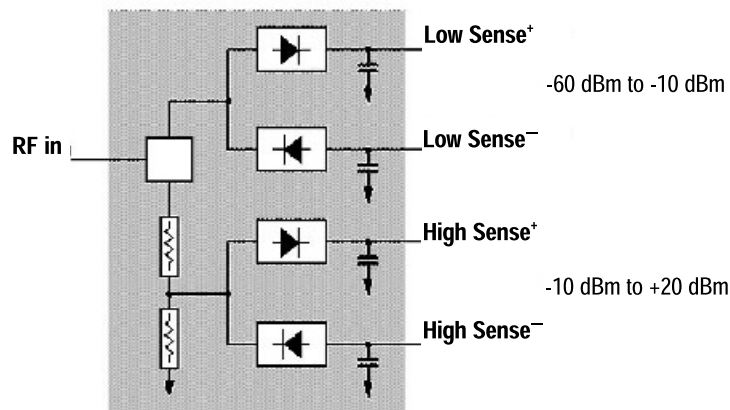 Low Sense+
-60 dBm to -10 dBm
RF in
Low Sense—
High Sense+
-10 dBm to +20 dBm
High Sense—